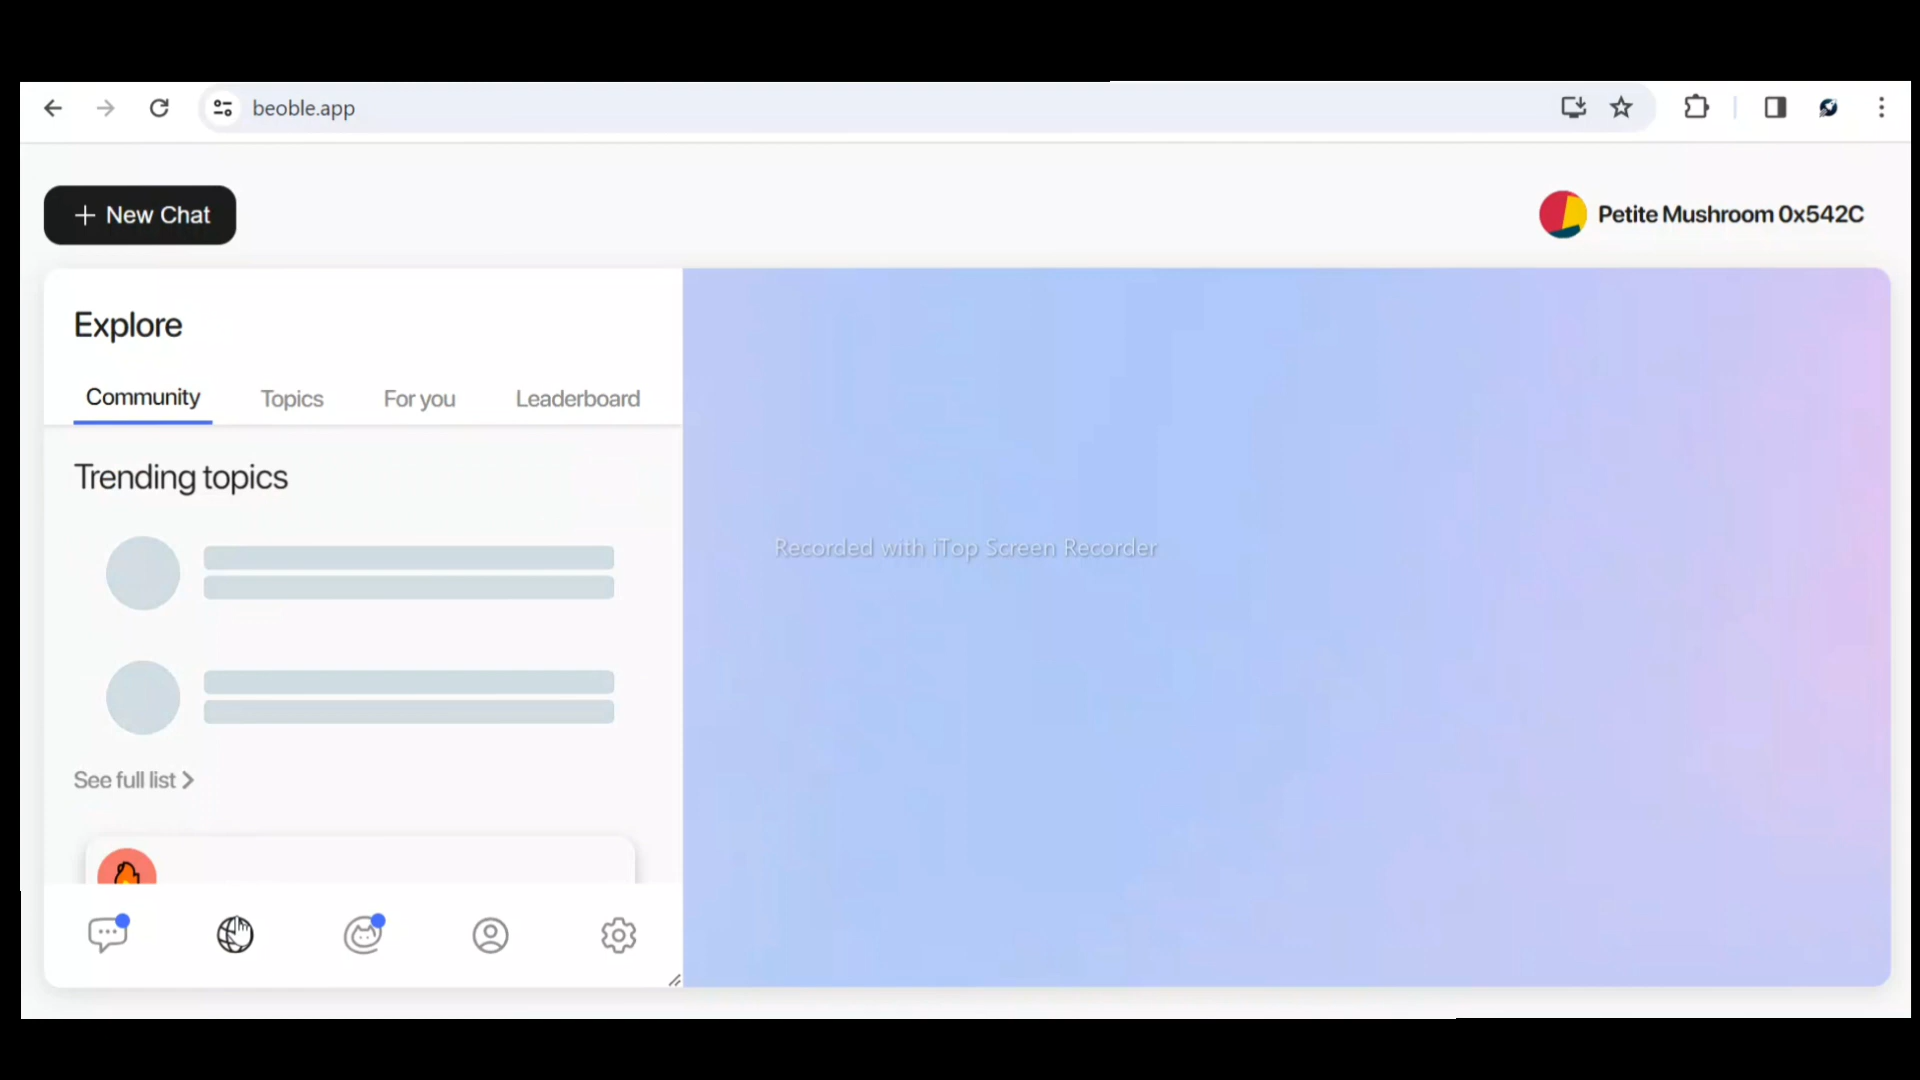 beoble.app
+ New Chat
Petite Mushroom 0x542C
Explore
Community
Topics
For you
Leaderboard
Trending topics
Recorded with iTop Screen Recorder
See full list >